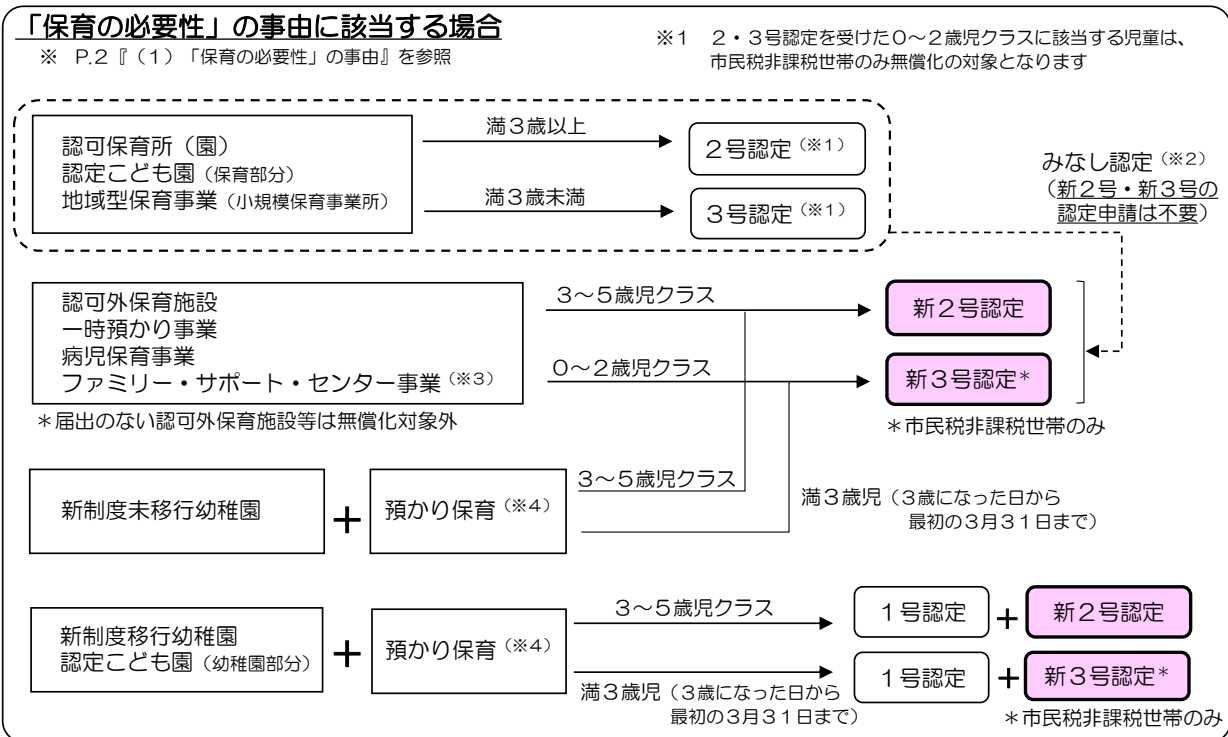 「保育の必要性」の事由に該当する場合
※ P.2『(1)「保育の必要性」の事由』を参照
※1 2・3号認定を受けた0~2歳児クラスに該当する児童は、
市民税非課税世帯のみ無償化の対象となります
認可保育所(園)
認定こども園(保育部分)
地域型保育事業(小規模保育事業所)
満3歳以上
2号認定(※1)
満3歳未満
3号認定(※1)
みなし認定(※2)
(新2号・新3号の
認定申請は不要)
認可外保育施設
一時預かり事業
病児保育事業
ファミリー・サポート・センター事業(※3)
3~5歳児クラス
新2号認定
0~2歳児クラス
新3号認定*
*届出のない認可外保育施設等は無償化対象外
*市民税非課税世帯のみ
新制度未移行幼稚園
+
預かり保育(※4)
3~5歳児クラス
満3歳児(3歳になった日から
最初の3月31日まで)
新制度移行幼稚園
認定こども園(幼稚園部分)
+
預かり保育(※4)
3~5歳児クラス
1号認定
+
新2号認定
満3歳児(3歳になった日から
最初の3月31日まで)
1号認定
+
新3号認定*
*市民税非課税世帯のみ